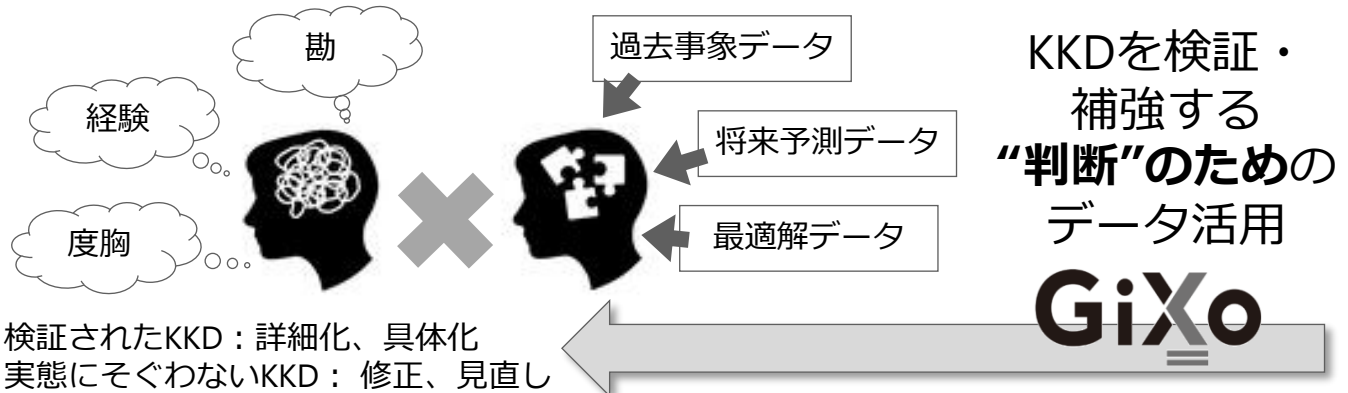 勘
経験
度胸
過去事象データ
将来予測データ
最適解データ
KKDを検証・
補強する
“判断”のための
データ活用
GiXo
検証されたKKD：詳細化、具体化
実態にそぐわないKKD： 修正、見直し